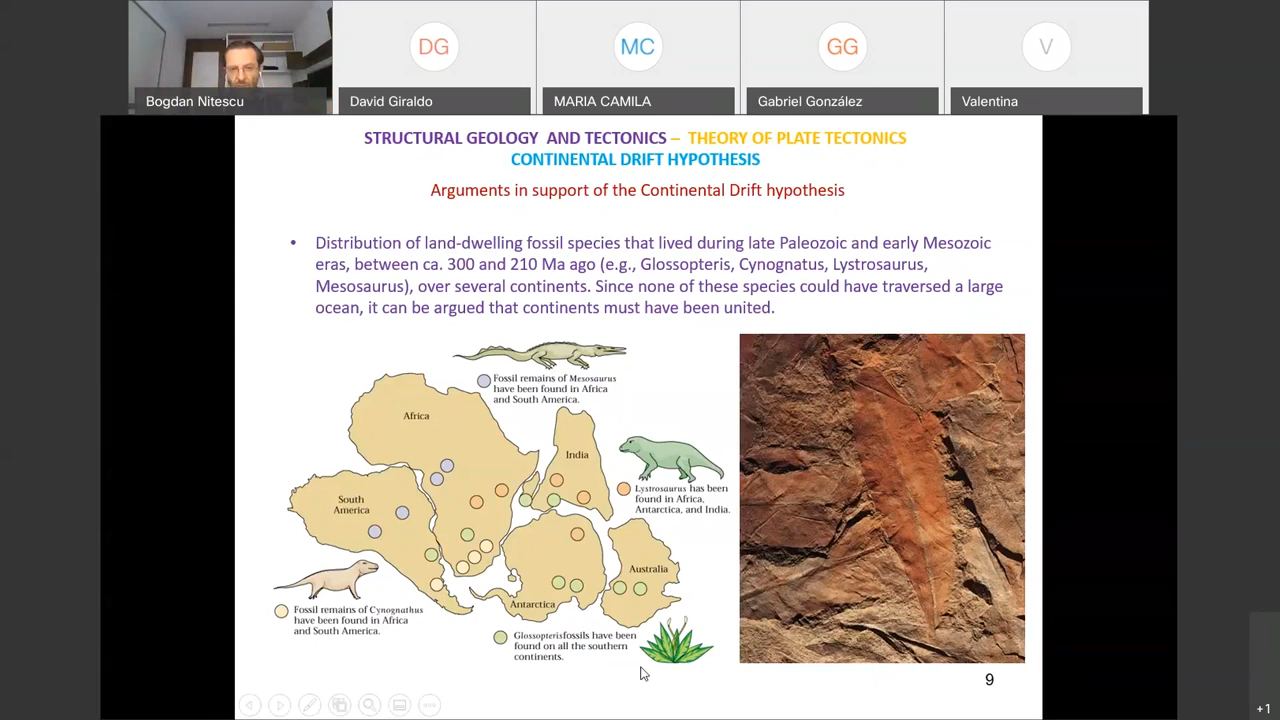 DG
MC
GG
V
Bogdan Nitescu
David Giraldo
MARIA CAMILA
Gabriel González
Valentina
STRUCTURAL GEOLOGY AND TECTONICS – THEORY OF PLATE TECTONICS
CONTINENTAL DRIFT HYPOTHESIS
Arguments in support of the Continental Drift hypothesis
• Distribution of land-dwelling fossil species that lived during late Paleozoic and early Mesozoic
eras, between ca. 300 and 210 Ma ago (e.g., Glossopteris, Cynognatus, Lystrosaurus,
Mesosaurus), over several continents. Since none of these species could have traversed a large
ocean, it can be argued that continents must have been united.
Fossil remains of Mesosaurus
have been found in Africa
and South America.
Africa
India
Lystrosaurus has been
found in Africa,
Antarctica, and India.
South
America
Australia
Antarctica
Fossil remains of Cynognathus
have been found in Africa
and South America.
Glossopteris fossils have been
found on all the southern
continents.
9
+1